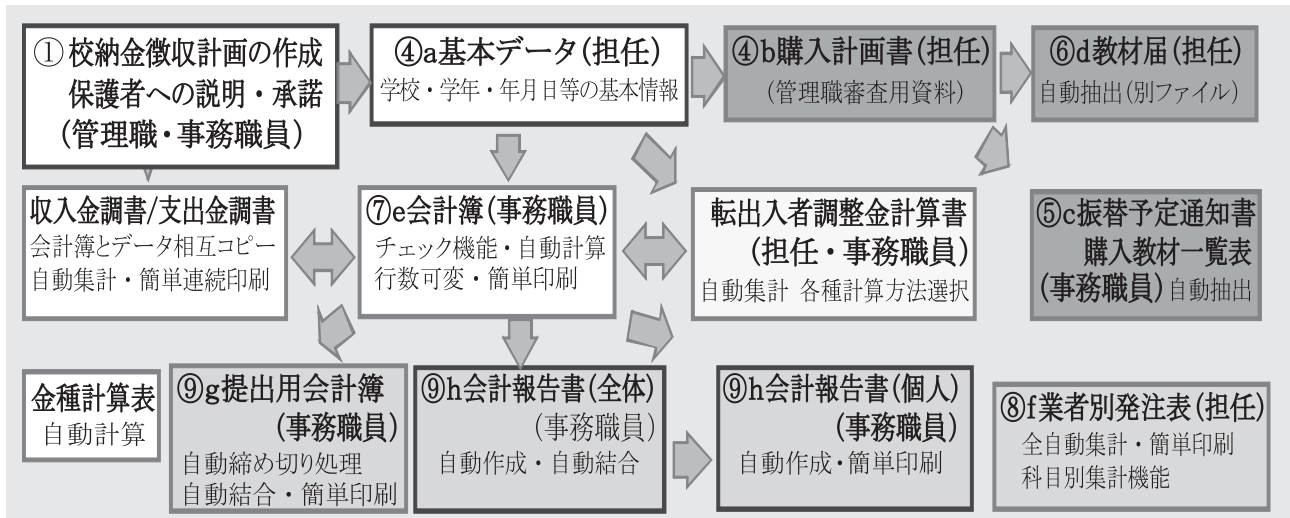 ①校納金徴収計画の作成
保護者への説明・承諾
(管理職・事務職員)
④a基本データ(担任)
学校・学年・年月日等の基本情報
④b購入計画書(担任)
(管理職審査用資料)
⑥d教材届(担任)
自動抽出(別ファイル)
収入金調書/支出金調書
会計簿とデータ相互コピー
自動集計・簡単連続印刷
⑦e会計簿(事務職員)
チェック機能・自動計算
行数可変・簡単印刷
転出入者調整金計算書
(担任・事務職員)
自動集計 各種計算方法選択
⑤c振替予定通知書
購入教材一覧表
(事務職員)自動抽出
金種計算表
自動計算
⑨g提出用会計簿
(事務職員)
自動締め切り処理
自動結合・簡単印刷
⑨h会計報告書(全体)
(事務職員)
自動作成・自動結合
⑨h会計報告書(個人)
(事務職員)
自動作成・簡単印刷
⑧f業者別発注表(担任)
全自動集計・簡単印刷
科目別集計機能